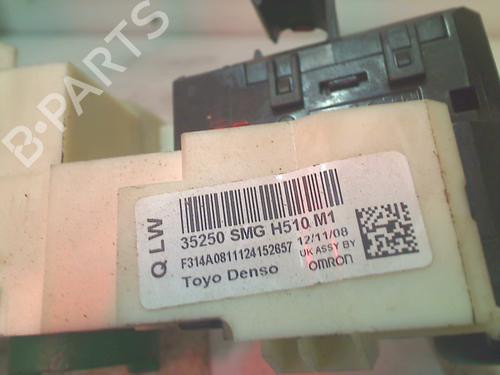 B-PARTS
Q LW
35250 SMG H510 M1
F314A0811124152657 12/11/08
UK ASSY BY
Toyo Denso OMRON